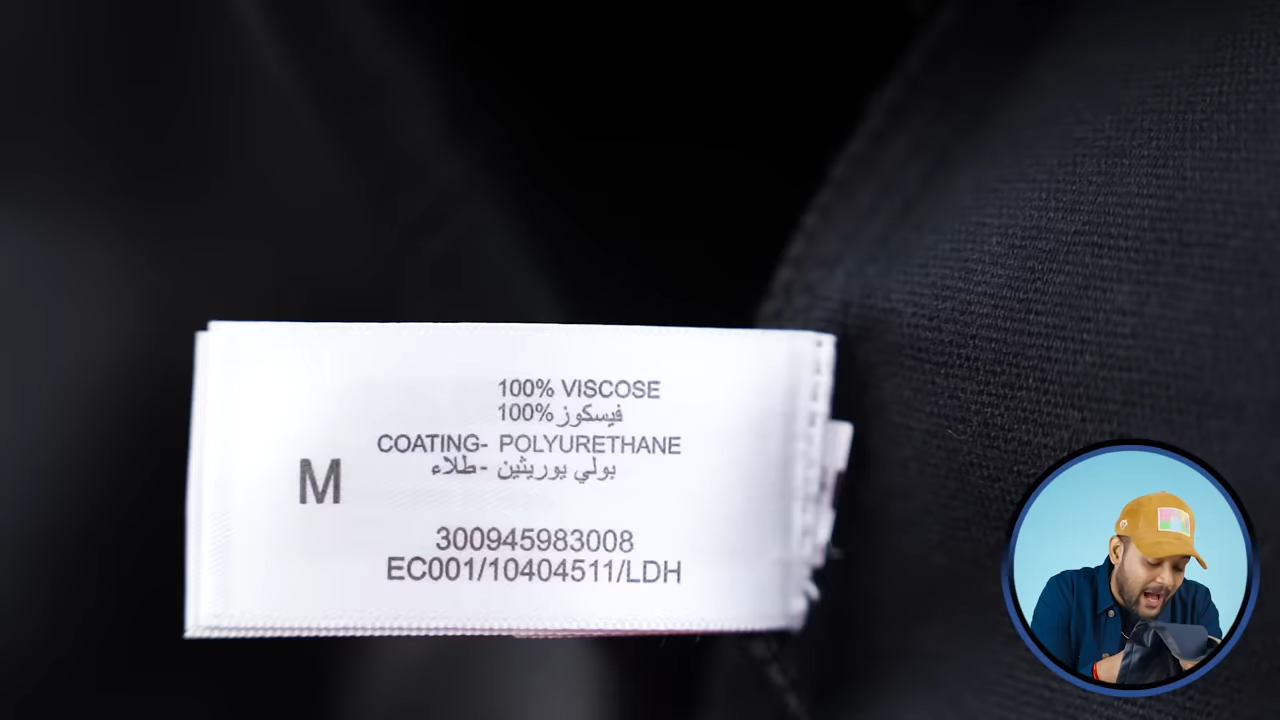 100% VISCOSE
100% فيسكوز
COATING- POLYURETHANE
بولي يوريثين - طلاء
M
300945983008
EC001/10404511/LDH